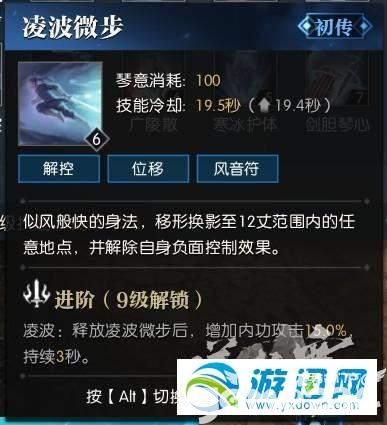 凌波微步
初传
琴意消耗: 100
技能冷却: 19.5秒（19.4秒）
6
广陵散 寒冰护体 剑胆琴心
7
解控 位移 风音符
似风般快的身法，移形换影至12丈范围内的任
意地点，并解除自身负面控制效果。
进阶（9级解锁）
凌波：释放凌波微步后，增加内功攻击15.0%，
持续3秒。
按【Alt】切换
游迅网
www.yxdown.com